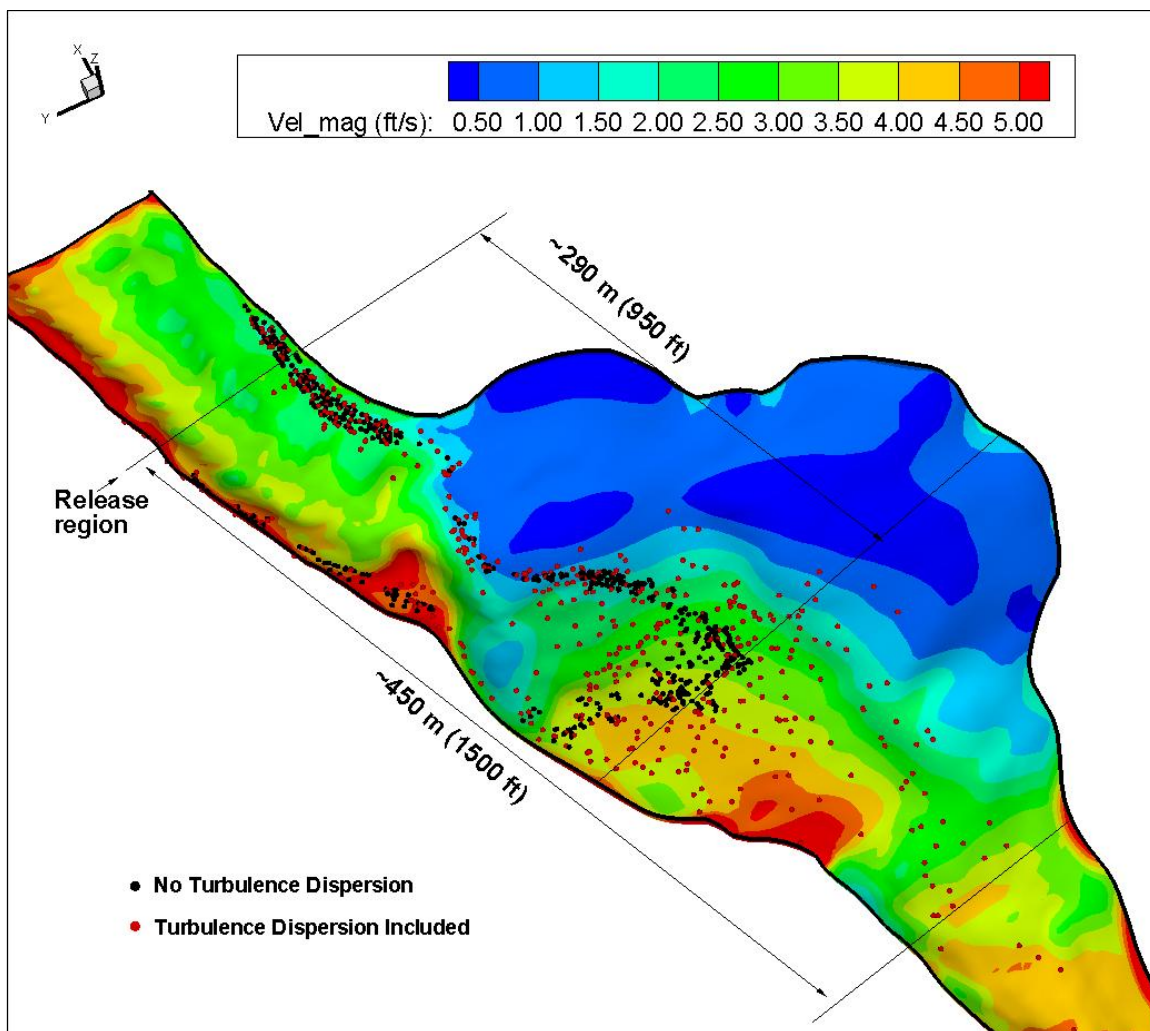 X
Z
Y
Vel_mag (ft/s): 0.50 1.00 1.50 2.00 2.50 3.00 3.50 4.00 4.50 5.00
~290 m (950 ft)
Release
region
~450 m (1500 ft)
No Turbulence Dispersion
Turbulence Dispersion Included